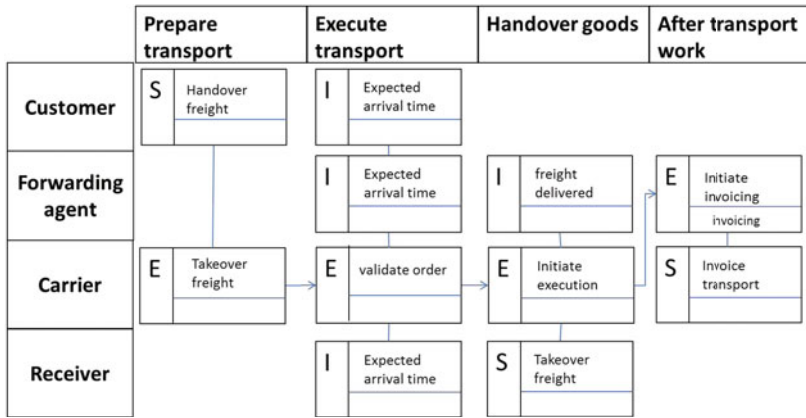 Prepare
transport
Execute
transport
Handover goods
After transport
work
Customer
S
Handover
freight
I
Expected
arrival time
Forwarding
agent
I
Expected
arrival time
I
freight
delivered
E
Initiate
invoicing
invoicing
Carrier
E
Takeover
freight
E
validate order
E
Initiate
execution
S
Invoice
transport
Receiver
I
Expected
arrival time
S
Takeover
freight